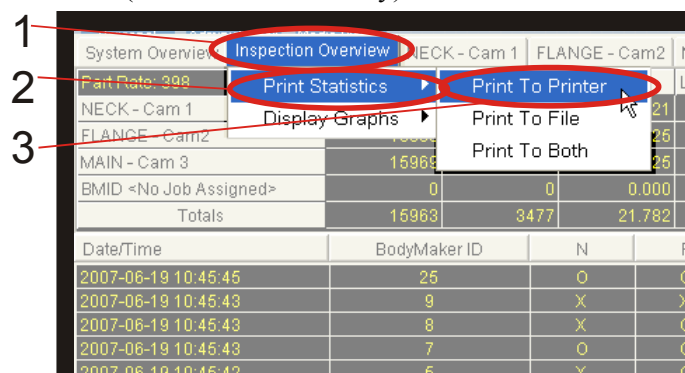 1
2
3
System Overview Inspection Overview NECK - Cam 1 FLANGE - Cam2
Part Rate: 398 Print Statistics Print To Printer
NECK - Cam 1 Display Graphs Print To File 21
FLANGE - Cam2 Print To Both 25
MAIN - Cam 3 15969 25
BMID <No Job Assigned> 0 0 0.000
Totals 15963 3477 21.782
Date/Time BodyMaker ID N
2007-06-19 10:45:45 25 O
2007-06-19 10:45:43 9 X
2007-06-19 10:45:43 8 X
2007-06-19 10:45:43 7 O